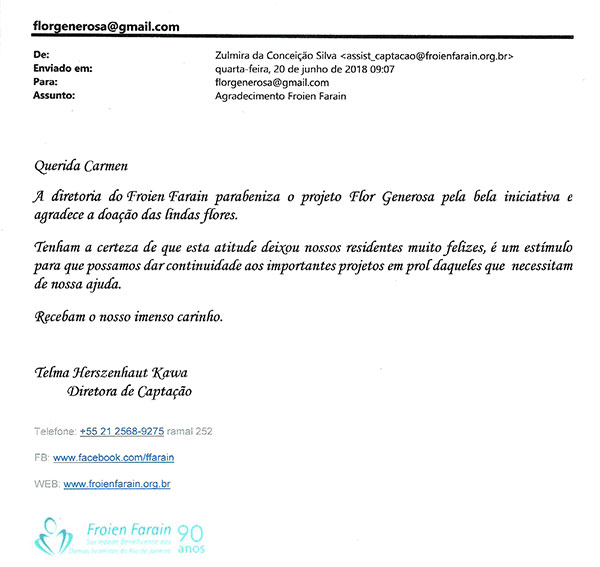 florgenerosa@gmail.com
De: Zulmira da Conceição Silva <assist_captacao@froienfarain.org.br>
Enviado em: quarta-feira, 20 de junho de 2018 09:07
Para: florgenerosa@gmail.com
Assunto: Agradecimento Froien Farain
Querida Carmen
A diretoria do Froien Farain parabeniza o projeto Flor Generosa pela bela iniciativa e
agradece a doação das lindas flores.
Tenham a certeza de que esta atitude deixou nossos residentes muito felizes, é um estímulo
para que possamos dar continuidade aos importantes projetos em prol daqueles que necessitam
de nossa ajuda.
Recebam o nosso imenso carinho.
Telma Herszenhaut Kawa
Diretora de Captação
Telefone: +55 21 2568-9275 ramal 252
FB: www.facebook.com/ffarain
WEB: www.froienfarain.org.br
Froien Farain 90
Sociedade Beneficente das anos
Damas Israelitas do Rio de Janeiro